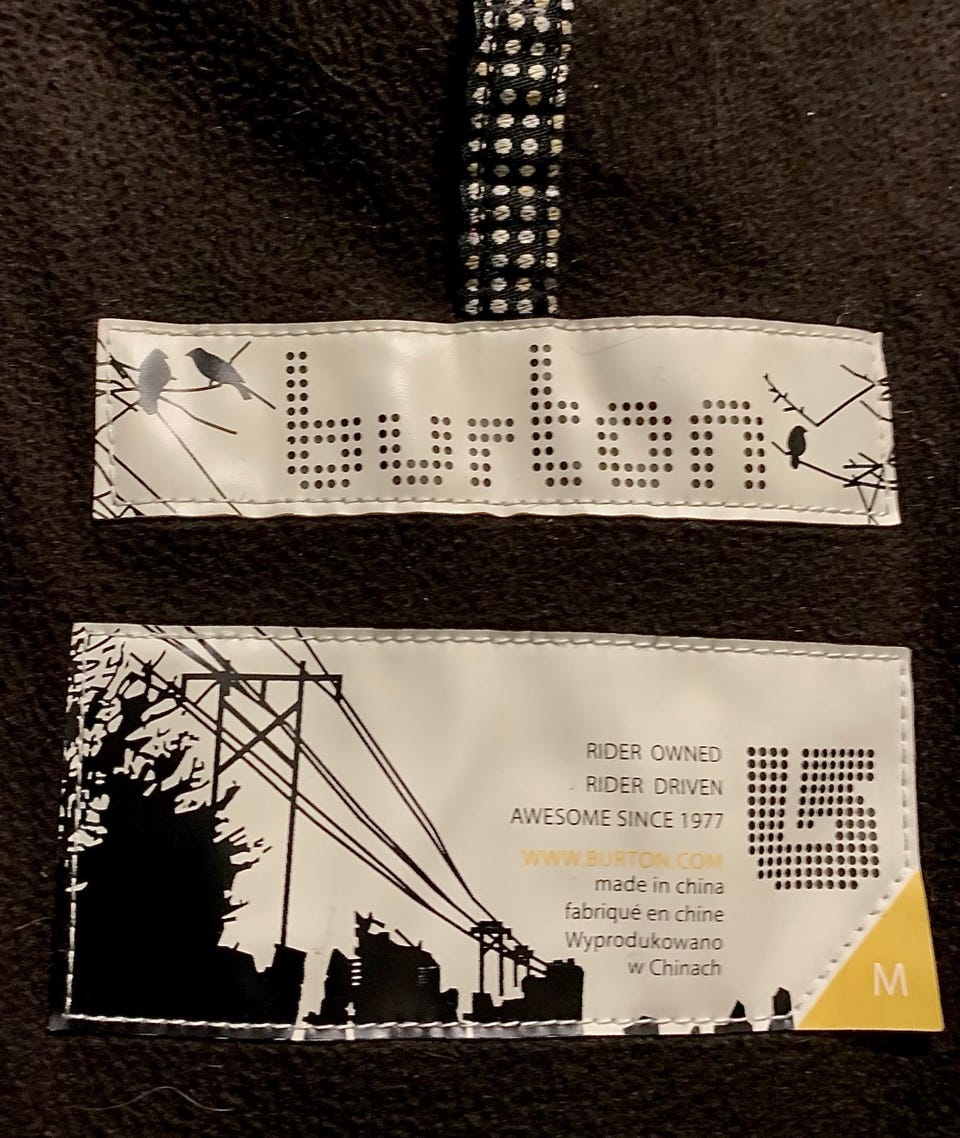 burton
RIDER OWNED
RIDER DRIVEN
AWESOME SINCE 1977
WWW.BURTON.COM
made in china
fabriqué en chine
Wyprodukowano
w Chinach
M